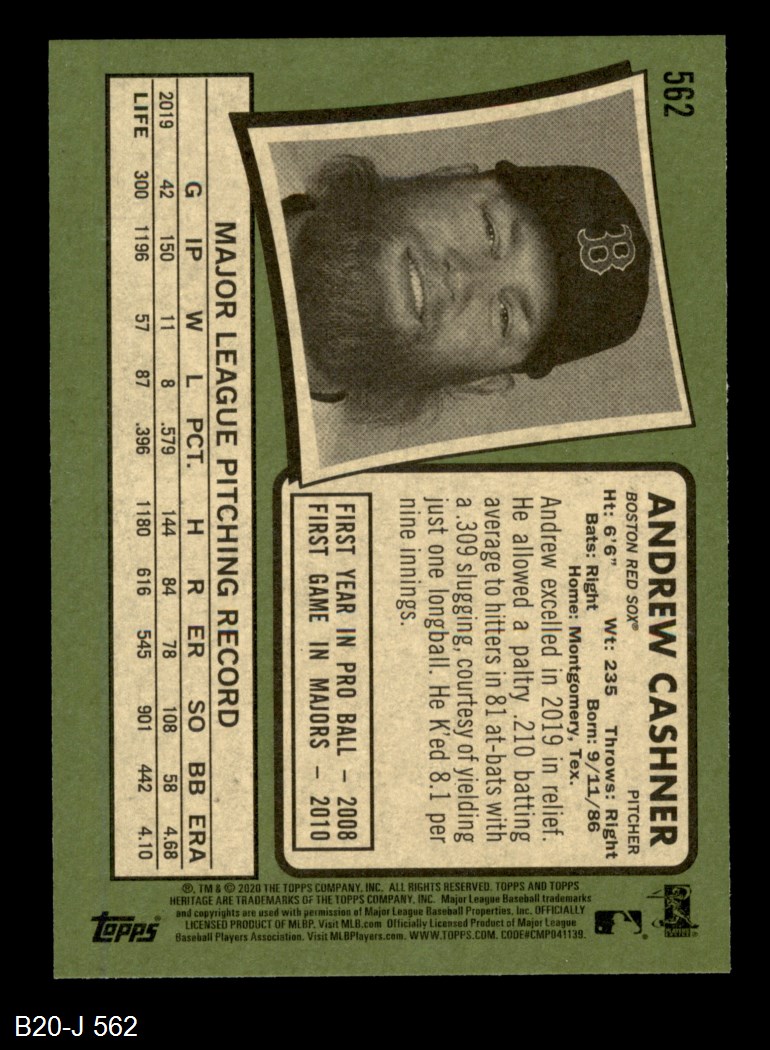 562
ANDREW CASHNER
BOSTON RED SOX® PITCHER
Ht: 6'6" Wt: 235 Throws: Right
Bats: Right Born: 9/11/86
Home: Montgomery, Tex.
Andrew excelled in 2019 in relief.
He allowed a paltry .210 batting
average to hitters in 81 at-bats with
a .309 slugging, courtesy of yielding
just one longball. He K'ed 8.1 per
nine innings.
FIRST YEAR IN PRO BALL – 2008
FIRST GAME IN MAJORS – 2010
B
MAJOR LEAGUE PITCHING RECORD
G IP W L PCT. H R ER SO BB ERA
2019 42 150 11 8 .579 144 84 78 108 58 4.68
LIFE 300 1196 57 87 .396 1180 616 545 901 442 4.10
®, TM & © 2020 THE TOPPS COMPANY, INC. ALL RIGHTS RESERVED. TOPPS AND TOPPS
HERITAGE ARE TRADEMARKS OF THE TOPPS COMPANY, INC. Major League Baseball trademarks
and copyrights are used with permission of Major League Baseball Properties, Inc. OFFICIALLY
LICENSED PRODUCT OF MLBP. Visit MLB.com Officially Licensed Product of Major League
Baseball Players Association. Visit MLBPlayers.com. WWW.TOPPS.COM. CODE#CMP041139.
TOPPS®
B20-J 562